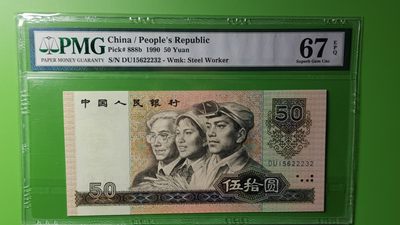 PMG
PAPER MONEY GUARANTY
China / People's Republic
Pick# 888b 1990 50 Yuan
S/N DU15622232 - Wmk: Steel Worker
67 EPQ
Superb Gem Unc
中国人民银行
50
DU15622232
50
伍拾圆